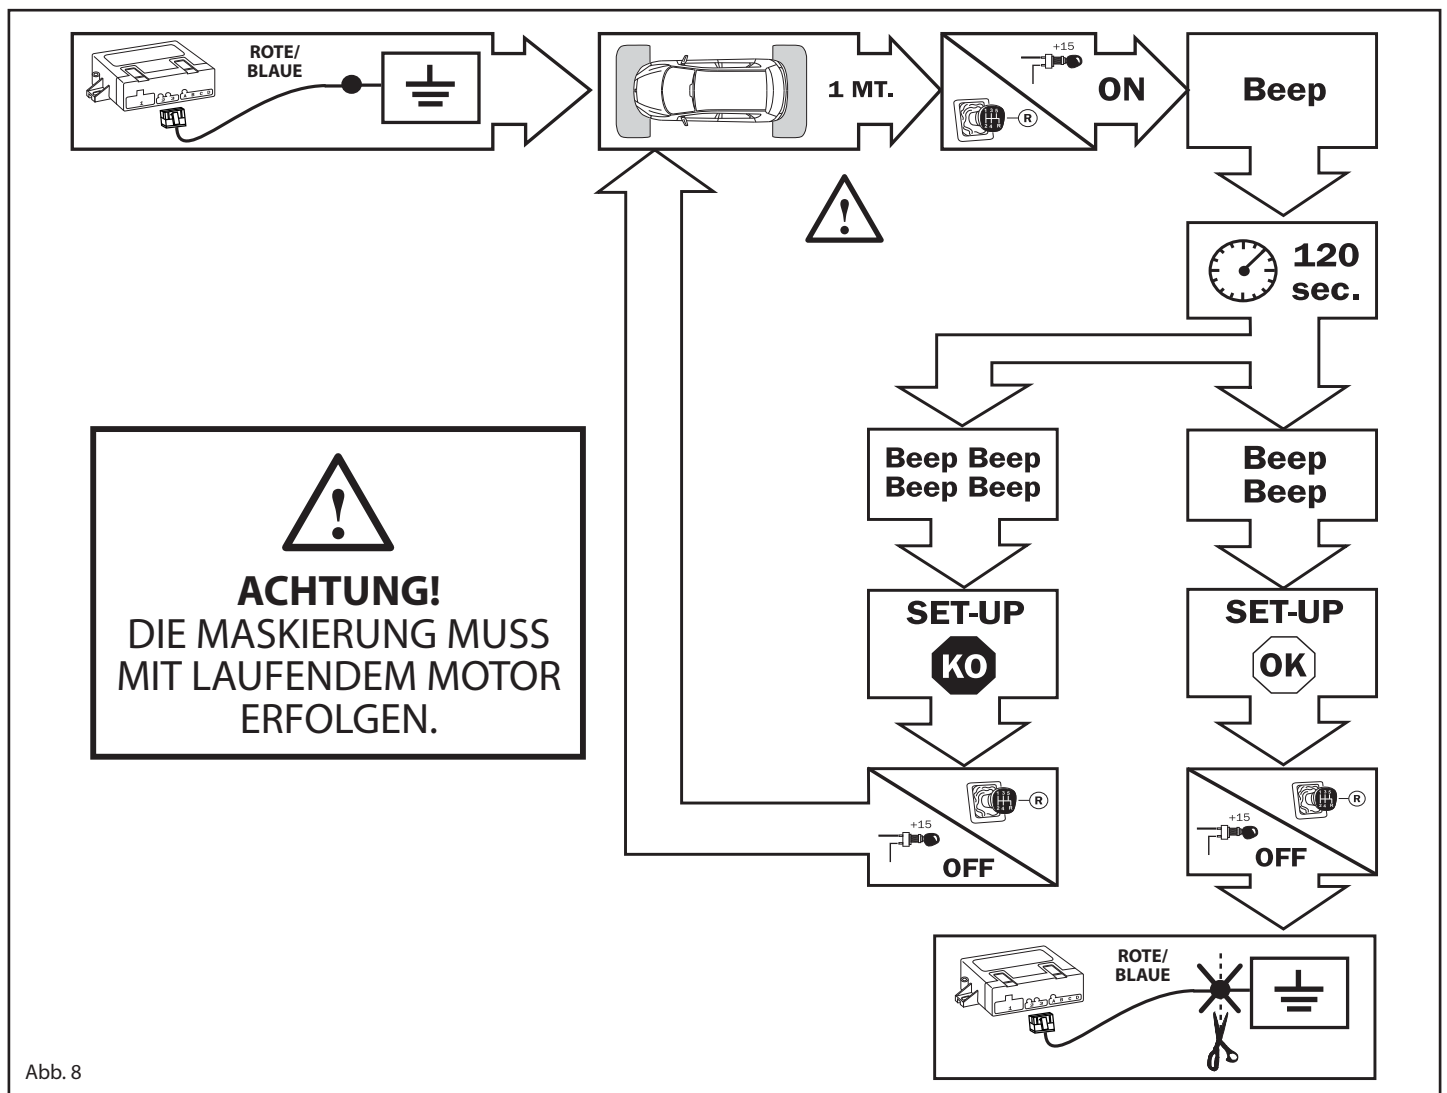 ROTE/
BLAUE
1 MT.
+15
R
ON
Beep
120
sec.
Beep Beep
Beep Beep
Beep
Beep
SET-UP
KO
SET-UP
OK
R
+15
OFF
R
+15
OFF
ACHTUNG!
DIE MASKIERUNG MUSS
MIT LAUFENDEM MOTOR
ERFOLGEN.
ROTE/
BLAUE
Abb. 8